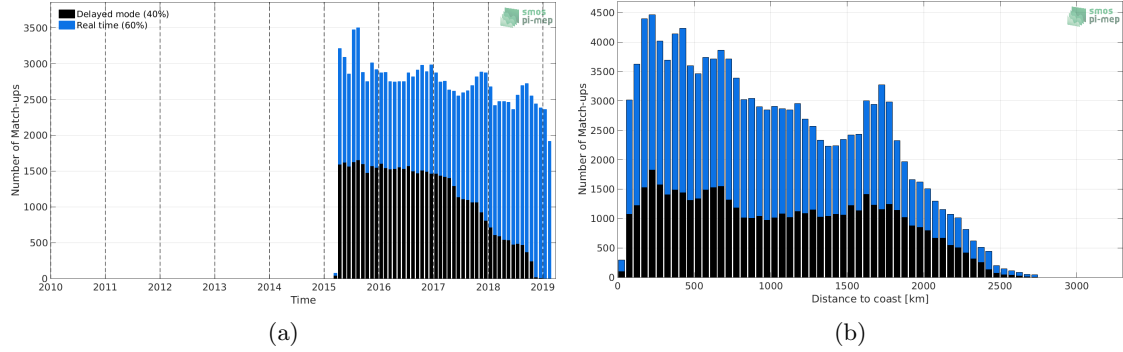 Delayed mode (40%)
Real time (60%)
smos
pi-mep
Number of Match-ups
3500
3000
2500
2000
1500
1000
500
0
2010 2011 2012 2013 2014 2015 2016 2017 2018 2019
Time
(a)
smos
pi-mep
Number of Match-ups
4500
4000
3500
3000
2500
2000
1500
1000
500
0
0 500 1000 1500 2000 2500 3000
Distance to coast [km]
(b)